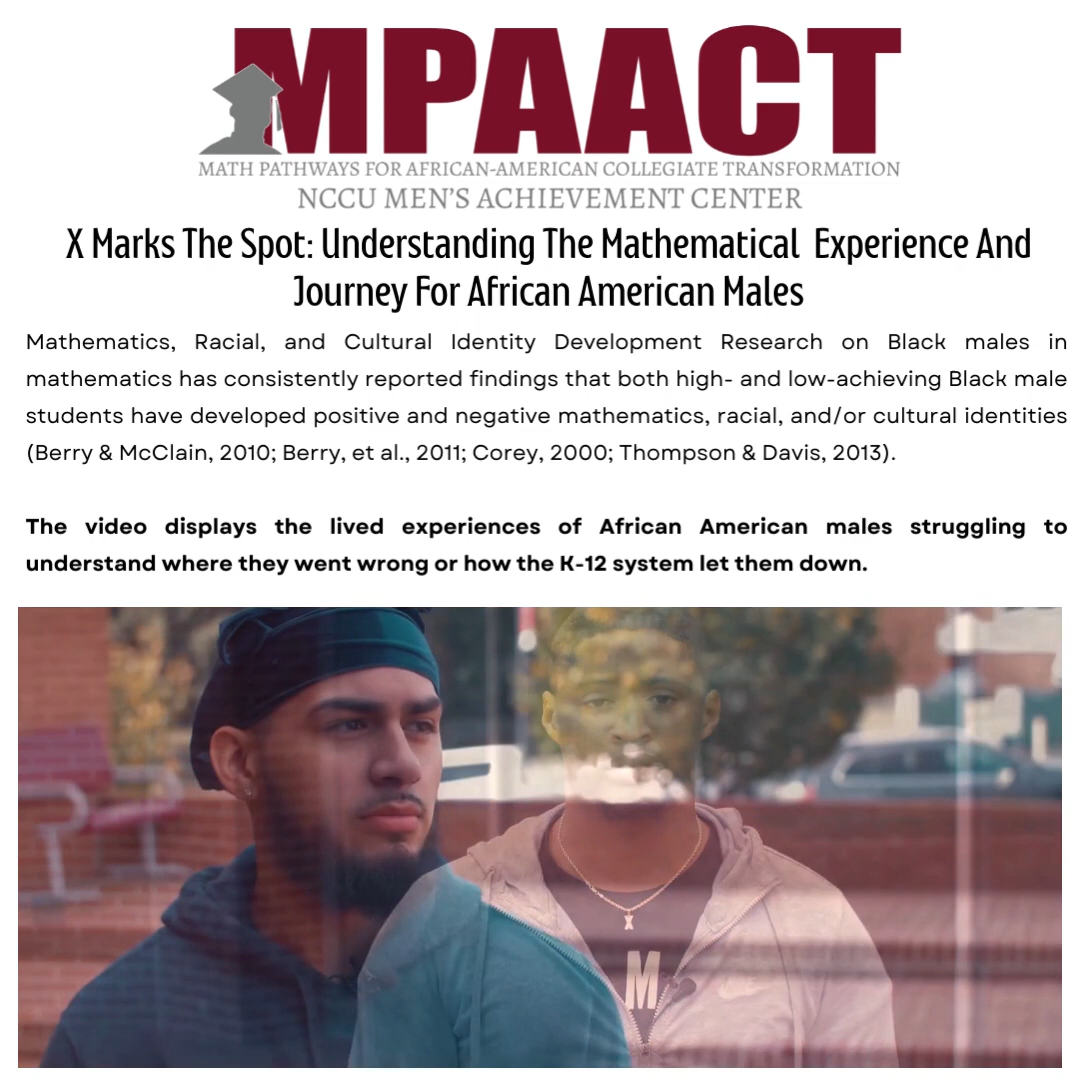 MPAACT
MATH PATHWAYS FOR AFRICAN-AMERICAN COLLEGIATE TRANSFORMATION
NCCU MEN'S ACHIEVEMENT CENTER
X Marks The Spot: Understanding The Mathematical Experience And
Journey For African American Males
Mathematics, Racial, and Cultural Identity Development Research on Black males in
mathematics has consistently reported findings that both high- and low-achieving Black male
students have developed positive and negative mathematics, racial, and/or cultural identities
(Berry & McClain, 2010; Berry, et al., 2011; Corey, 2000; Thompson & Davis, 2013).
The video displays the lived experiences of African American males struggling to
understand where they went wrong or how the K-12 system let them down.
X
M